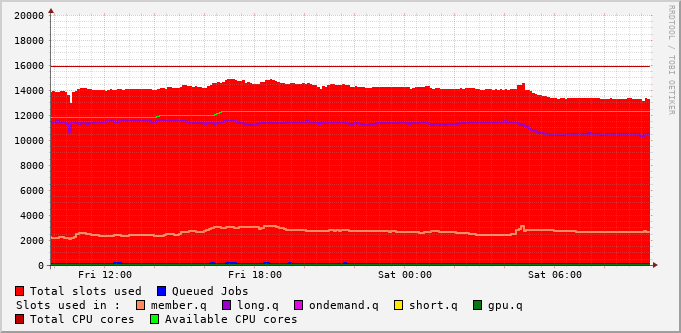 RRDTOOL / TOBI OETIKER
20000
18000
16000
14000
12000
10000
8000
6000
4000
2000
0
Fri 12:00 Fri 18:00 Sat 00:00 Sat 06:00
Total slots used Queued Jobs
Slots used in : member.q long.q ondemand.q short.q gpu.q
Total CPU cores Available CPU cores